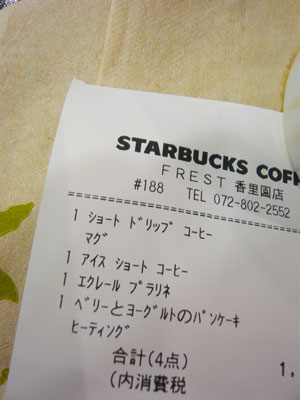 STARBUCKS COF
FREST 香里園店
#188 TEL 072-802-2552
================================
1 ｼｮｰﾄ ﾄﾞﾘｯﾌﾟ ｺｰﾋｰ
ﾏｸﾞ
1 ｱｲｽ ｼｮｰﾄ ｺｰﾋｰ
1 ｴｸﾚｰﾙ ﾌﾟﾗﾘﾈ
1 ﾍﾞﾘｰとﾖｰｸﾞﾙﾄのﾊﾟﾝｹｰｷ
ﾋｰﾃｨﾝｸﾞ
合計(4点) 1,
(内消費税